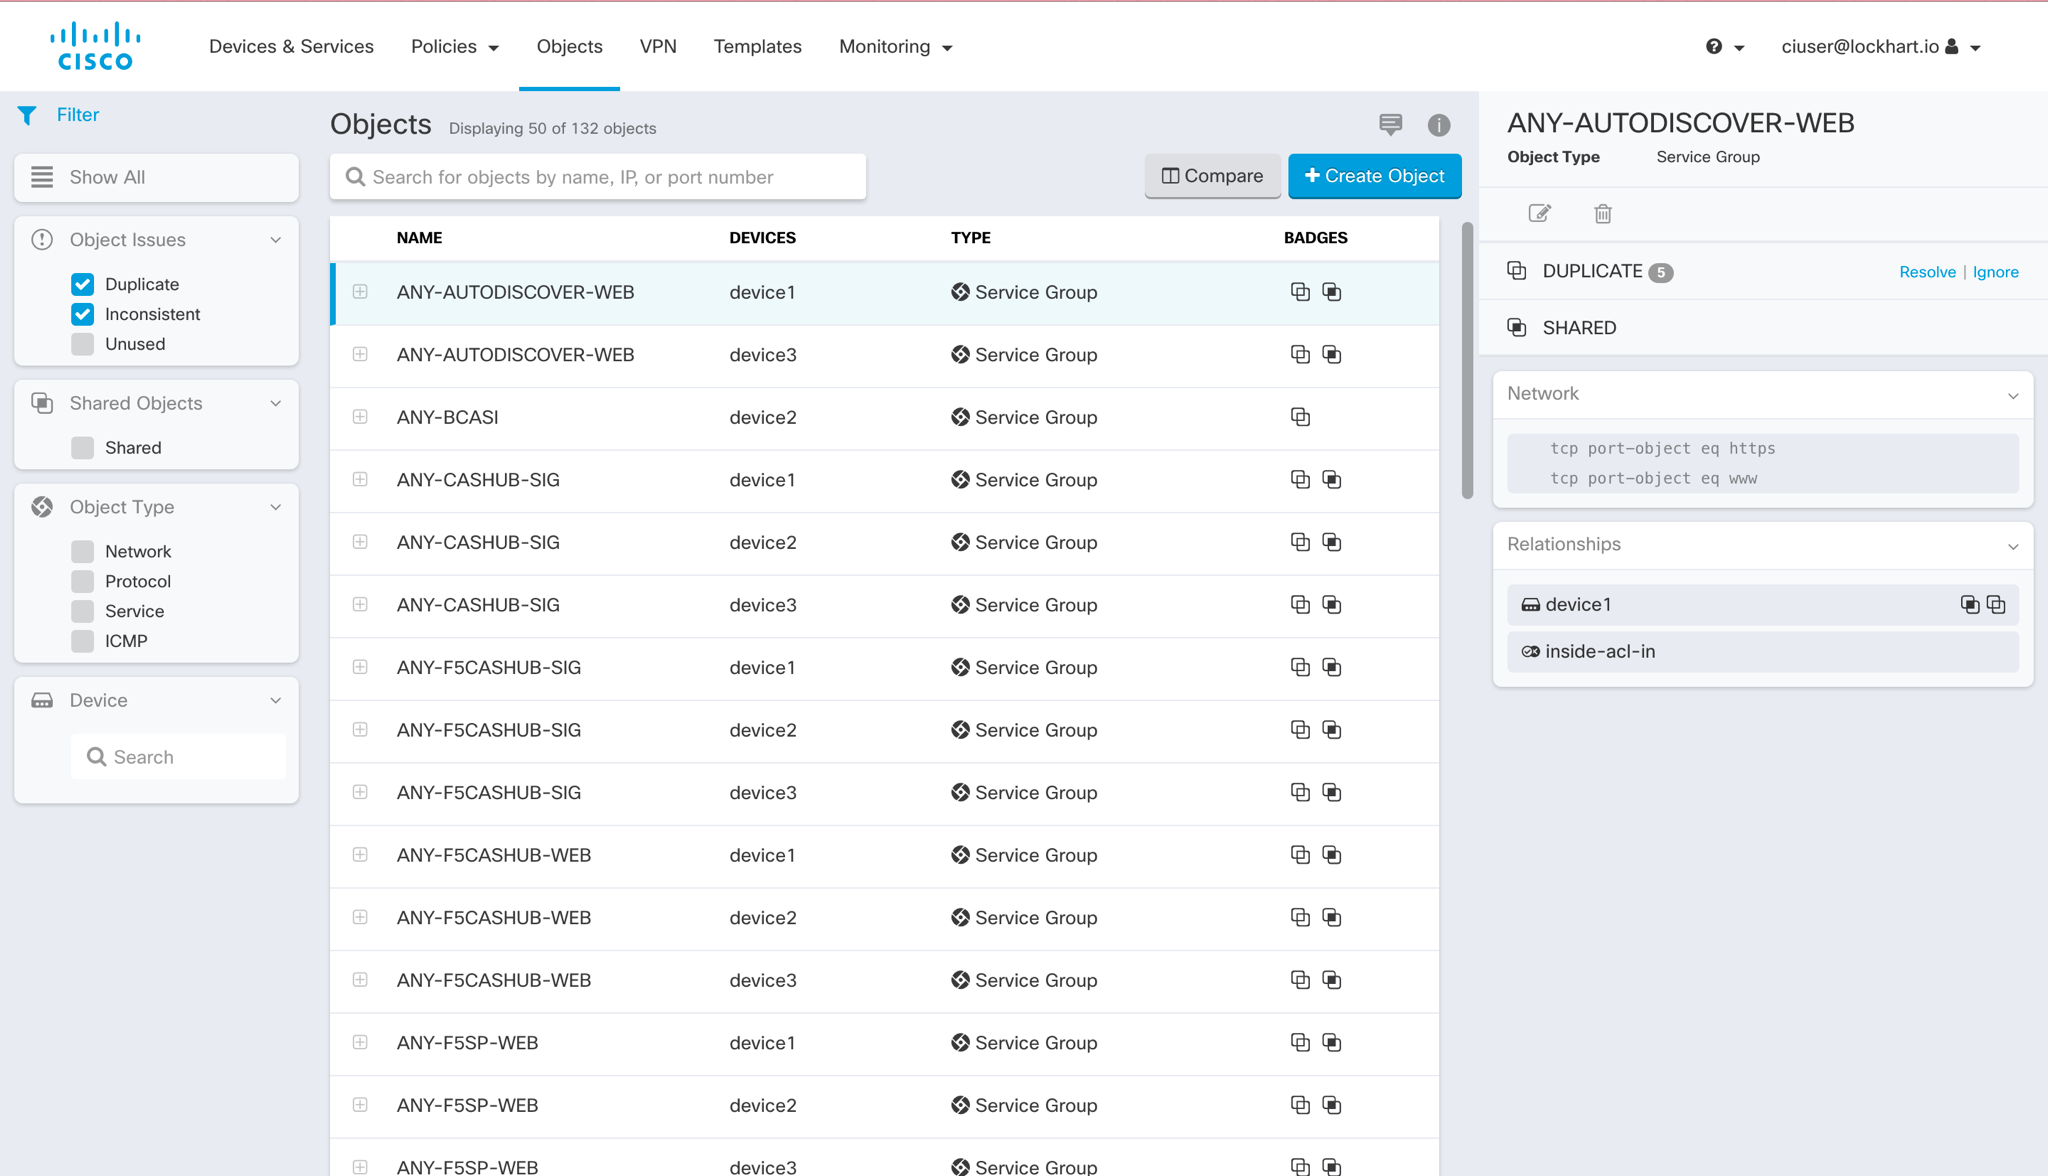 CISCO
Devices & Services Policies Objects VPN Templates Monitoring
ciuser@lockhart.io
Filter
Show All
Object Issues
Duplicate
Inconsistent
Unused
Shared Objects
Shared
Object Type
Network
Protocol
Service
ICMP
Device
Search
Objects Displaying 50 of 132 objects
Search for objects by name, IP, or port number
Compare
Create Object
NAME DEVICES TYPE BADGES
ANY-AUTODISCOVER-WEB device1 Service Group
ANY-AUTODISCOVER-WEB device3 Service Group
ANY-BCASI device2 Service Group
ANY-CASHUB-SIG device1 Service Group
ANY-CASHUB-SIG device2 Service Group
ANY-CASHUB-SIG device3 Service Group
ANY-F5CASHUB-SIG device1 Service Group
ANY-F5CASHUB-SIG device2 Service Group
ANY-F5CASHUB-SIG device3 Service Group
ANY-F5CASHUB-WEB device1 Service Group
ANY-F5CASHUB-WEB device2 Service Group
ANY-F5CASHUB-WEB device3 Service Group
ANY-F5SP-WEB device1 Service Group
ANY-F5SP-WEB device2 Service Group
ANY-F5SP-WEB device3 Service Group
ANY-AUTODISCOVER-WEB
Object Type Service Group
DUPLICATE 5 Resolve | Ignore
SHARED
Network
tcp port-object eq https
tcp port-object eq www
Relationships
device1
inside-acl-in